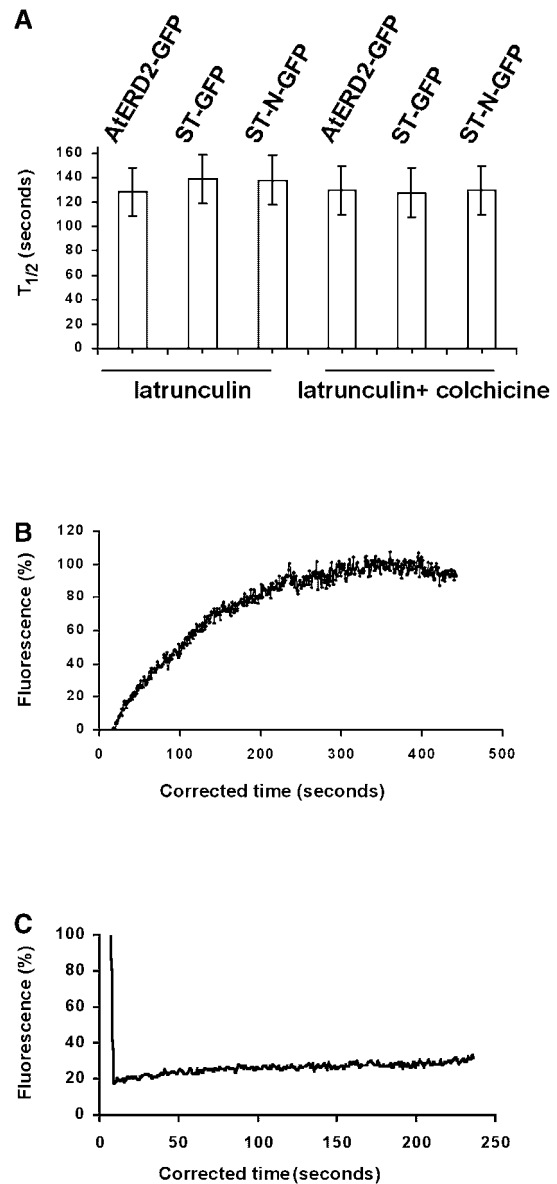 A
AtERD2-GFP
ST-GFP
ST-N-GFP
AtERD2-GFP
ST-GFP
ST-N-GFP
T1/2 (seconds)
160
140
120
100
80
60
40
20
0
latrunculin
latrunculin+ colchicine
B
Fluorescence (%)
120
100
80
60
40
20
0
0 100 200 300 400 500
Corrected time (seconds)
C
Fluorescence (%)
100
80
60
40
20
0
0 50 100 150 200 250
Corrected time (seconds)